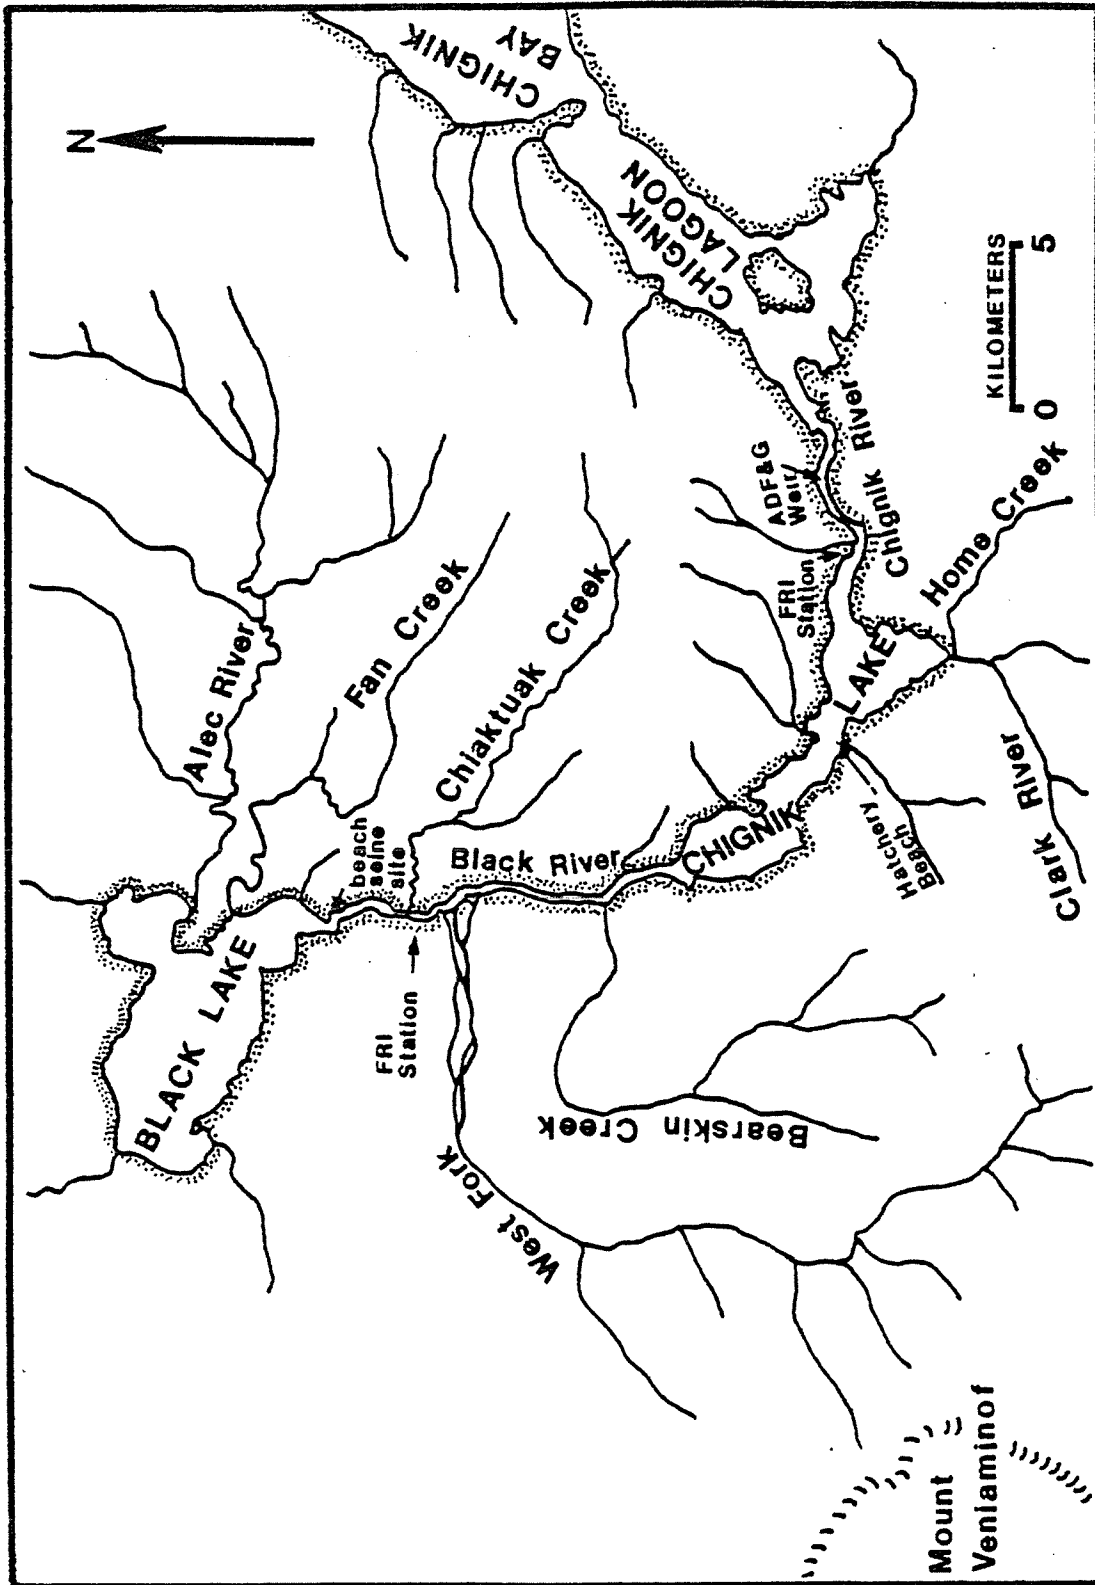 N
CHIGNIK
BAY
CHIGNIK
LAGOON
Alec River
Fan Creek
Chiaktuak Creek
BLACK LAKE
beach
seine
site
FRI
Station
Black River
West Fork
Bearskin Creek
CHIGNIK
LAKE
FRI
Station
ADF&G
Weir
Chignik River
Home Creek
Hatchery
Beach
Clark River
KILOMETERS
0 5
Mount
Veniaminof